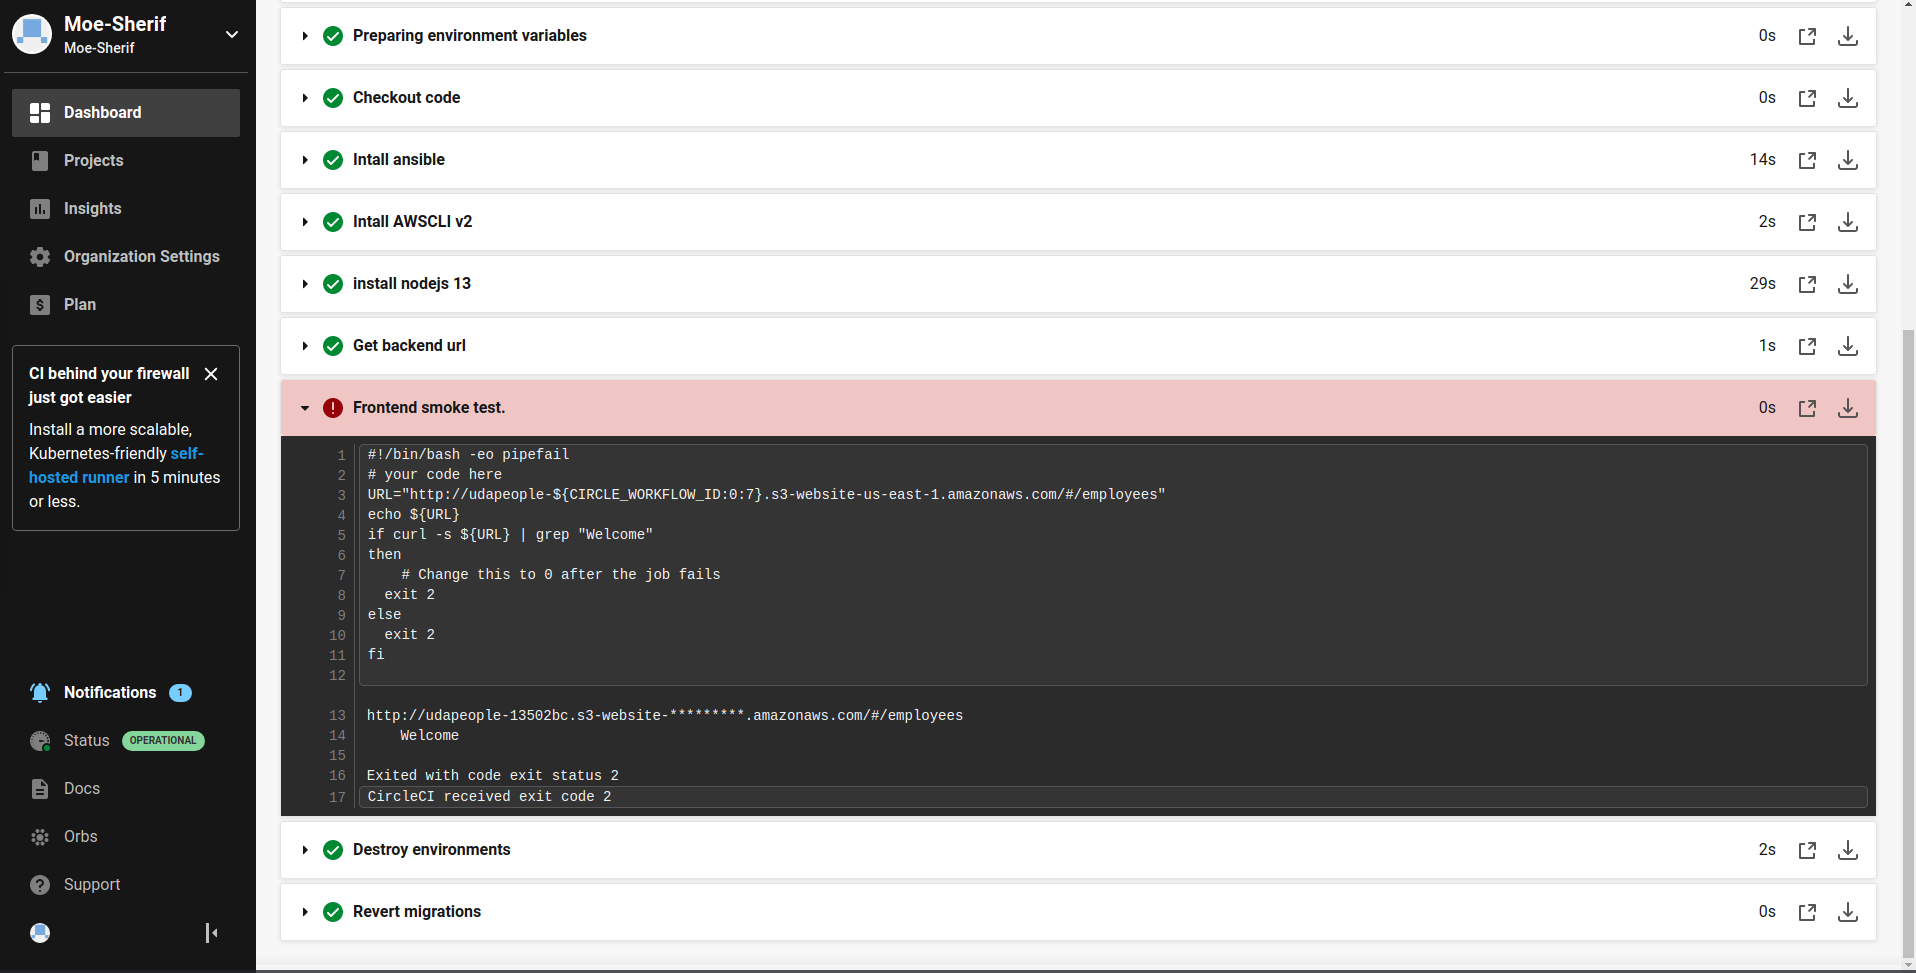 Moe-Sherif
Moe-Sherif
Dashboard
Projects
Insights
Organization Settings
Plan
CI behind your firewall
just got easier
Install a more scalable,
Kubernetes-friendly self-
hosted runner in 5 minutes
or less.
Notifications 1
Status OPERATIONAL
Docs
Orbs
Support
Preparing environment variables 0s
Checkout code 0s
Intall ansible 14s
Intall AWSCLI v2 2s
install nodejs 13 29s
Get backend url 1s
Frontend smoke test. 0s
1 #!/bin/bash -eo pipefail
2 # your code here
3 URL="http://udapeople-${CIRCLE_WORKFLOW_ID:0:7}.s3-website-us-east-1.amazonaws.com/#/employees"
4 echo ${URL}
5 if curl -s ${URL} | grep "Welcome"
6 then
7     # Change this to 0 after the job fails
8   exit 2
9 else
10   exit 2
11 fi
12
13 http://udapeople-13502bc.s3-website-*********.amazonaws.com/#/employees
14     Welcome
15
16 Exited with code exit status 2
17 CircleCI received exit code 2
Destroy environments 2s
Revert migrations 0s